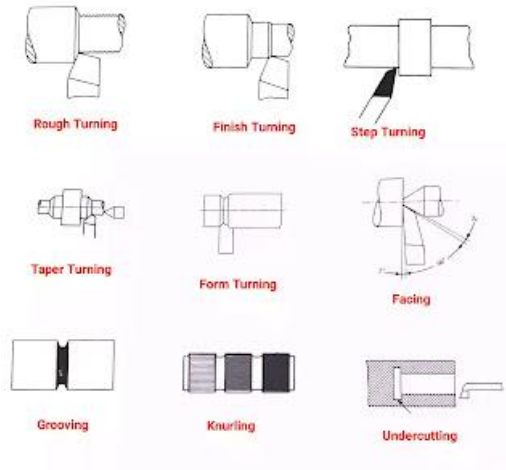 Rough Turning
Finish Turning
Step Turning
Taper Turning
Form Turning
Facing
Grooving
Knurling
Undercutting